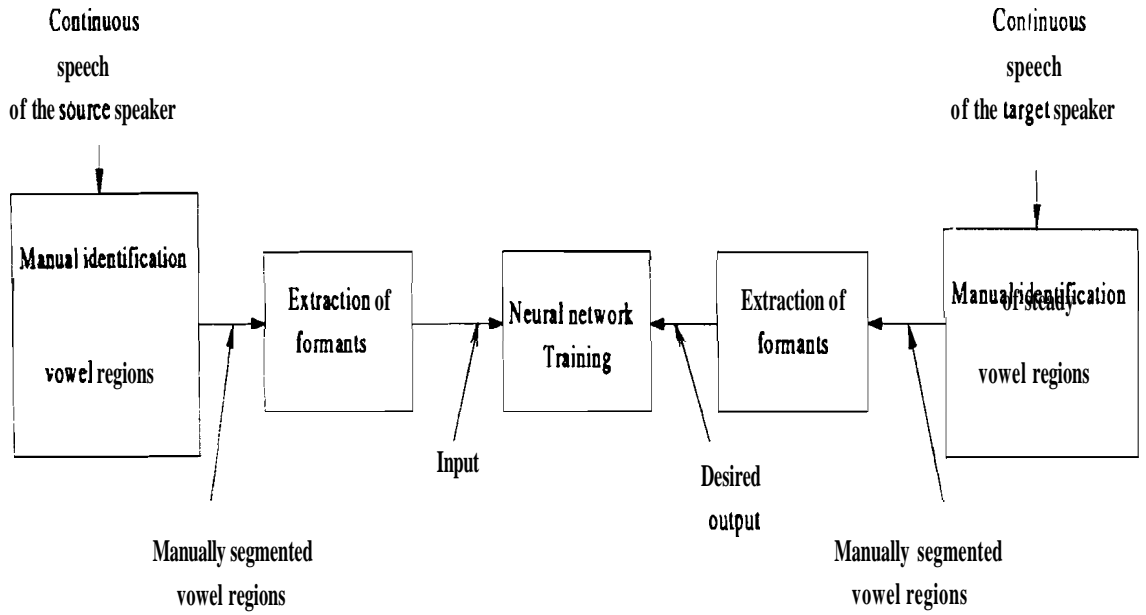 Continuous
speech
of the source speaker
Continuous
speech
of the target speaker
Manual identification
vowel regions
Extraction of
formants
Neural network
Training
Extraction of
formants
Manual identification
of steady
vowel regions
Input
Desired
output
Manually segmented
vowel regions
Manually segmented
vowel regions